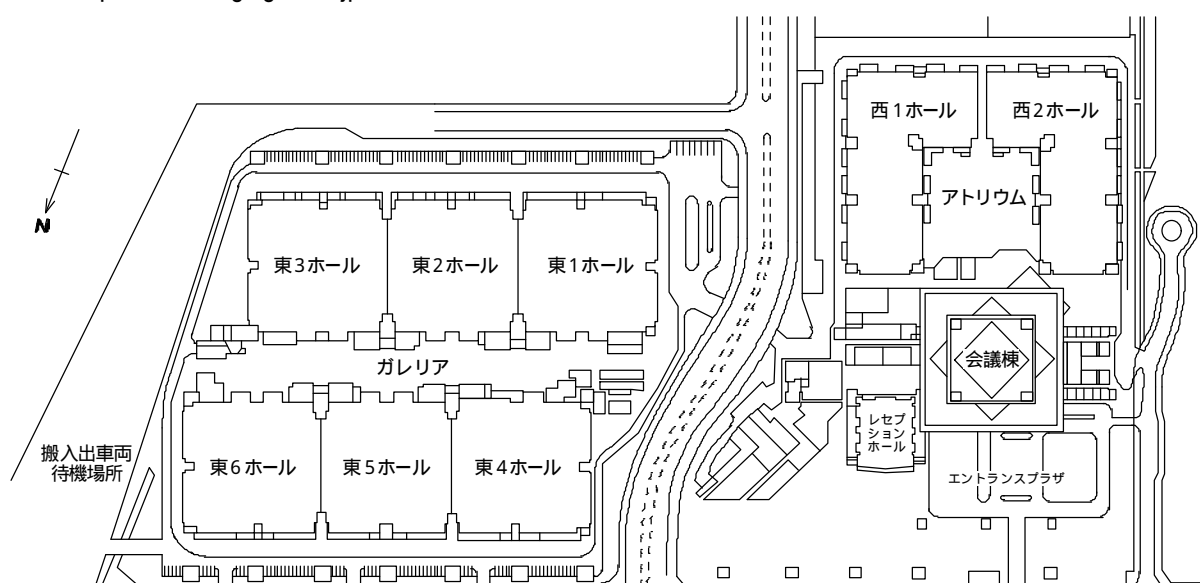 西1ホール
西2ホール
アトリウム
N
東3ホール
東2ホール
東1ホール
ガレリア
会議棟
レセプ
ション
ホール
搬入出車両
待機場所
東6ホール
東5ホール
東4ホール
エントランスプラザ